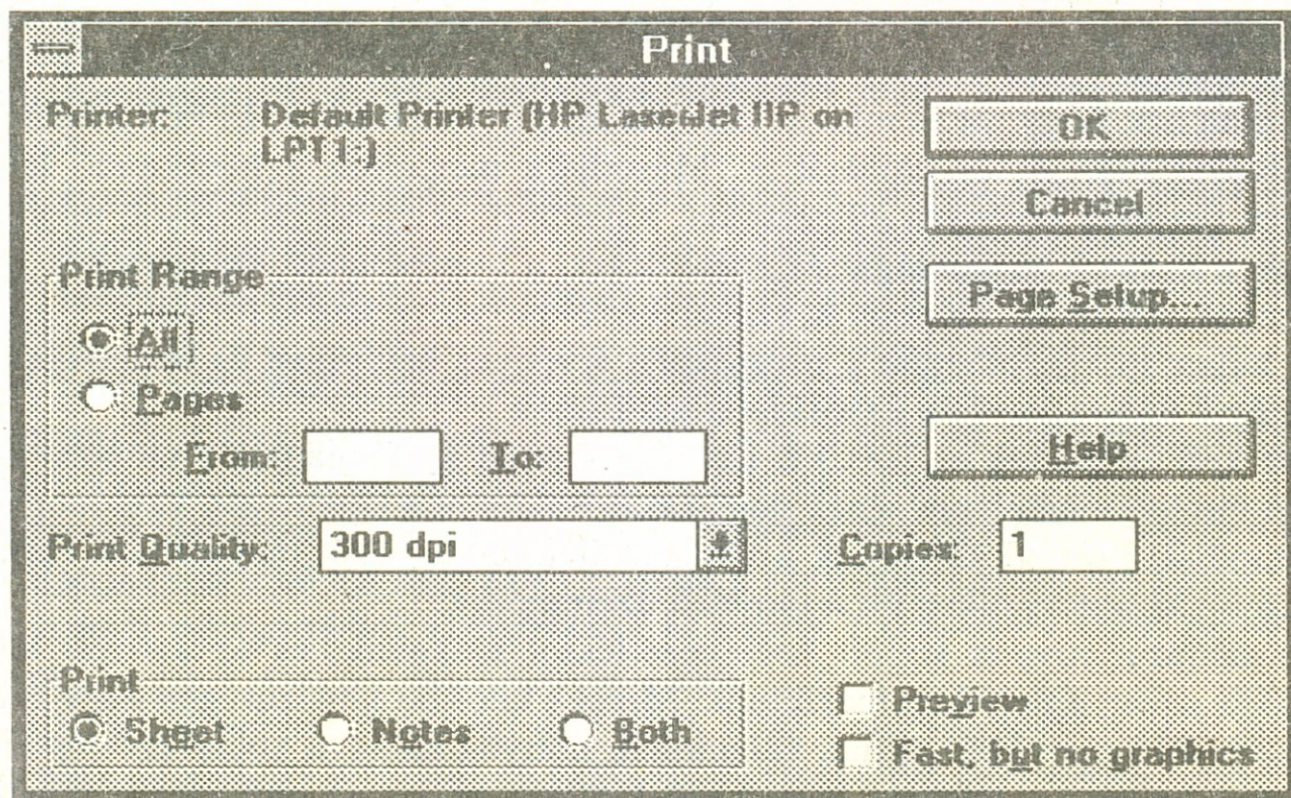 Print
Printer: Default Printer (HP LaserJet IIP on
LPT1:)
OK
Cancel
Print Range
Page Setup...
All
Pages
From: To:
Help
Print Quality: 300 dpi
Copies: 1
Print
Sheet Notes Both
Preview
Fast, but no graphics